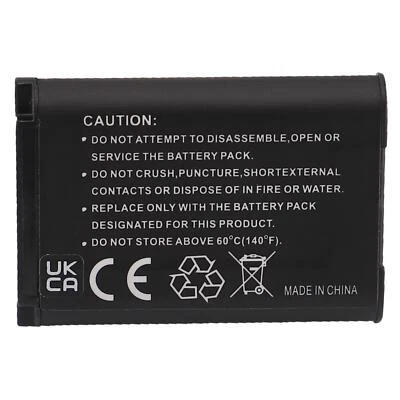 CAUTION:
• DO NOT ATTEMPT TO DISASSEMBLE,OPEN OR
SERVICE THE BATTERY PACK.
• DO NOT CRUSH,PUNCTURE,SHORTEXTERNAL
CONTACTS OR DISPOSE OF IN FIRE OR WATER.
• REPLACE ONLY WITH THE BATTERY PACK
DESIGNATED FOR THIS PRODUCT.
• DO NOT STORE ABOVE 60°C(140°F).
UK
CA
CE
MADE IN CHINA